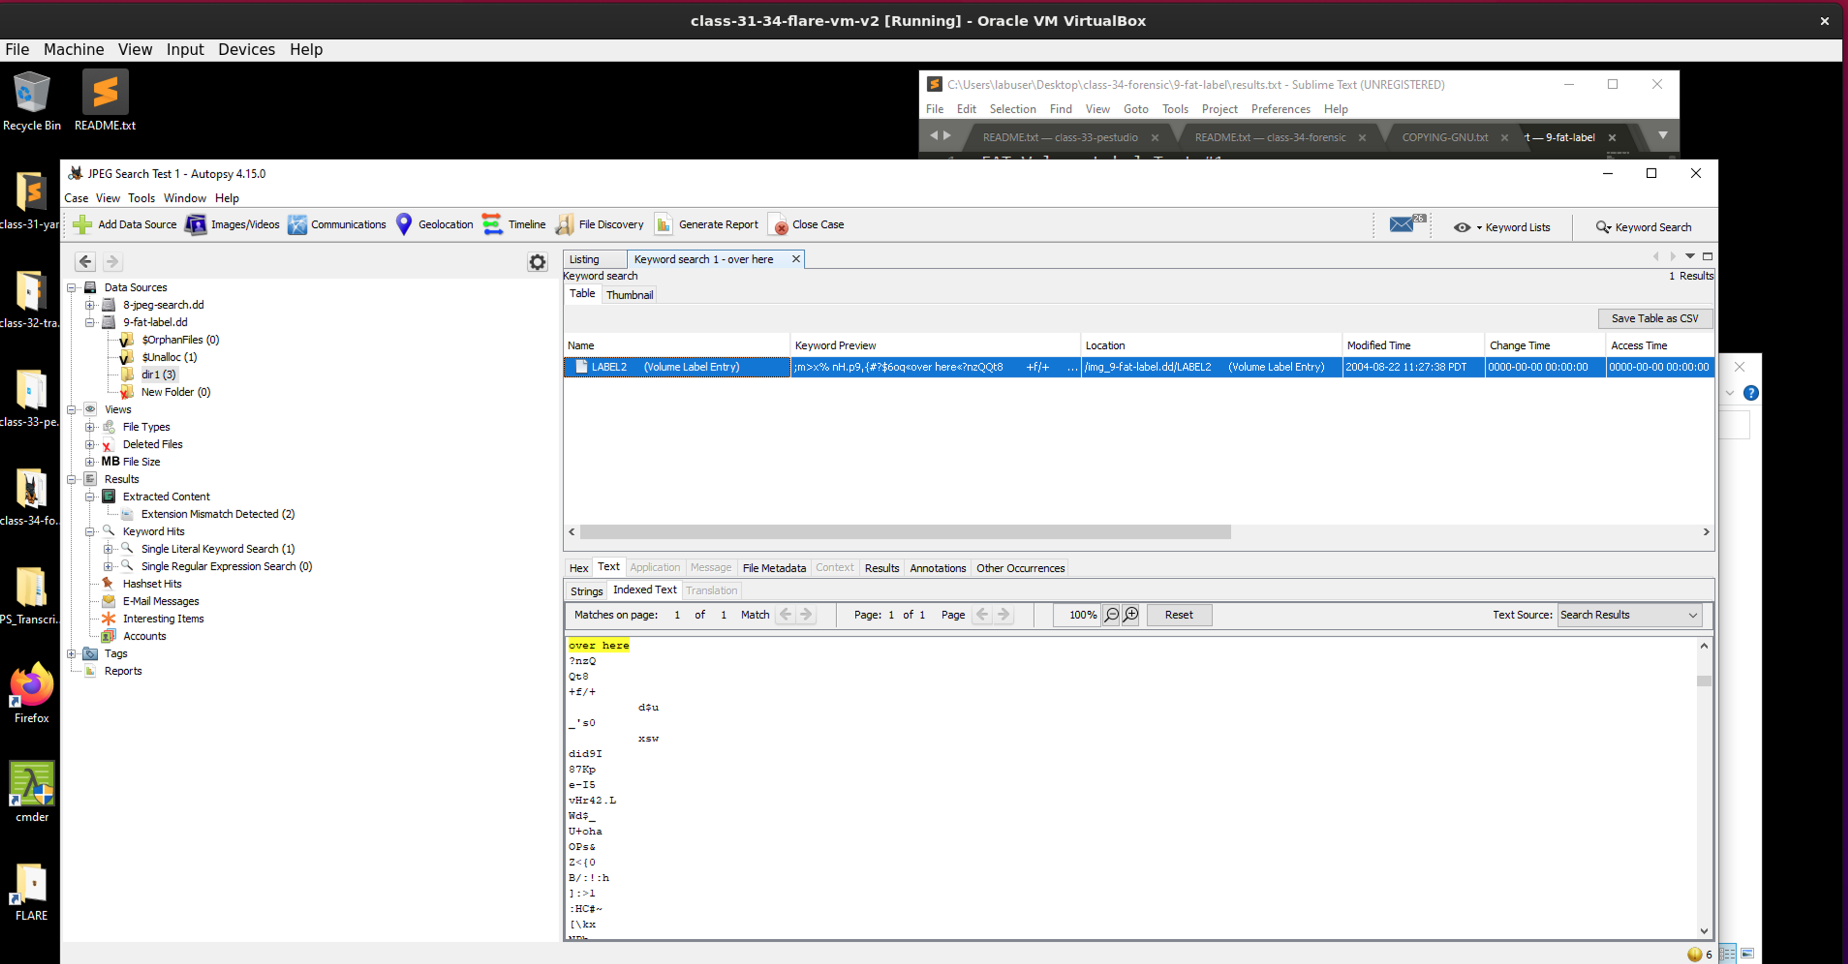 class-31-34-flare-vm-v2 [Running] - Oracle VM VirtualBox
File Machine View Input Devices Help
Recycle Bin
README.txt
C:\Users\labuser\Desktop\class-34-forensic\9-fat-label\results.txt - Sublime Text (UNREGISTERED)
File Edit Selection Find View Goto Tools Project Preferences Help
README.txt — class-33-pestudio
README.txt — class-34-forensic
COPYING-GNU.txt
rt — 9-fat-label
class-31-yar
class-32-tra...
class-33-pe...
class-34-fo...
PS_Transcri...
Firefox
cmder
FLARE
JPEG Search Test 1 - Autopsy 4.15.0
Case View Tools Window Help
Add Data Source Images/Videos Communications Geolocation Timeline File Discovery Generate Report Close Case
26
Keyword Lists
Keyword Search
Data Sources
8-jpeg-search.dd
9-fat-label.dd
$OrphanFiles (0)
$Unalloc (1)
dir1 (3)
New Folder (0)
Views
File Types
Deleted Files
MB File Size
Results
Extracted Content
Extension Mismatch Detected (2)
Keyword Hits
Single Literal Keyword Search (1)
Single Regular Expression Search (0)
Hashset Hits
E-Mail Messages
Interesting Items
Accounts
Tags
Reports
Listing
Keyword search 1 - over here
Keyword search
1 Results
Table Thumbnail
Save Table as CSV
Name Keyword Preview Location Modified Time Change Time Access Time
LABEL2 (Volume Label Entry) ;m>x% nH.p9,{#?$6oq«over here«?nzQQt8 +f/+ ... /img_9-fat-label.dd/LABEL2 (Volume Label Entry) 2004-08-22 11:27:38 PDT 0000-00-00 00:00:00 0000-00-00 00:00:00
Hex Text Application Message File Metadata Context Results Annotations Other Occurrences
Strings Indexed Text Translation
Matches on page: 1 of 1 Match Page: 1 of 1 Page 100% Reset Text Source: Search Results
over here
?nzQ
Qt8
+f/+
d$u
_'s0
xsw
did9I
87Kp
e-I5
vHr42.L
Wd$_
U+oha
OPs&
Z<{0
B/:!:h
]:>l
:HC#~
[\kx
6